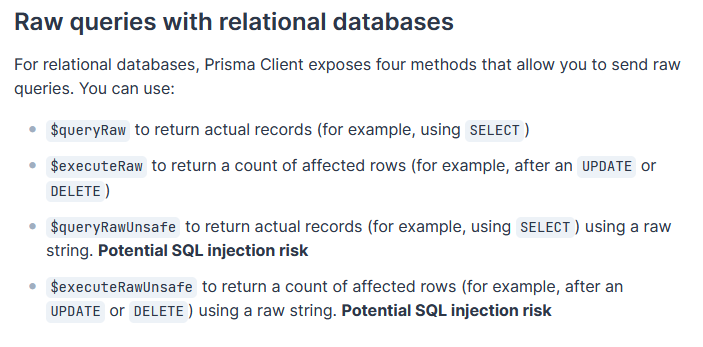 Raw queries with relational databases
For relational databases, Prisma Client exposes four methods that allow you to send raw
queries. You can use:
$queryRaw to return actual records (for example, using SELECT)
$executeRaw to return a count of affected rows (for example, after an UPDATE or
DELETE)
$queryRawUnsafe to return actual records (for example, using SELECT) using a raw
string. Potential SQL injection risk
$executeRawUnsafe to return a count of affected rows (for example, after an
UPDATE or DELETE) using a raw string. Potential SQL injection risk